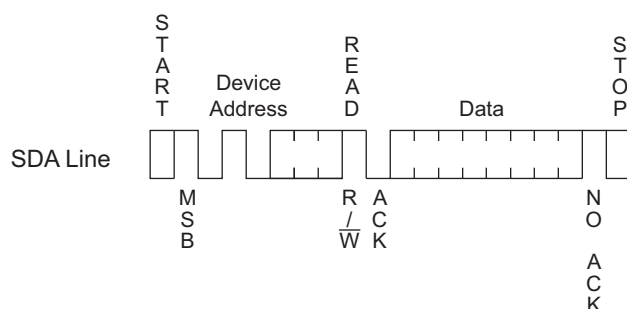 START
Device
Address
READ
Data
STOP
SDA Line
MSB
R/W̅
ACK
NO ACK